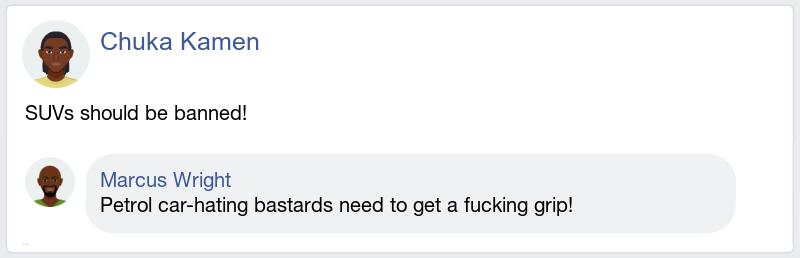 Chuka Kamen
SUVs should be banned!
Marcus Wright
Petrol car-hating bastards need to get a fucking grip!